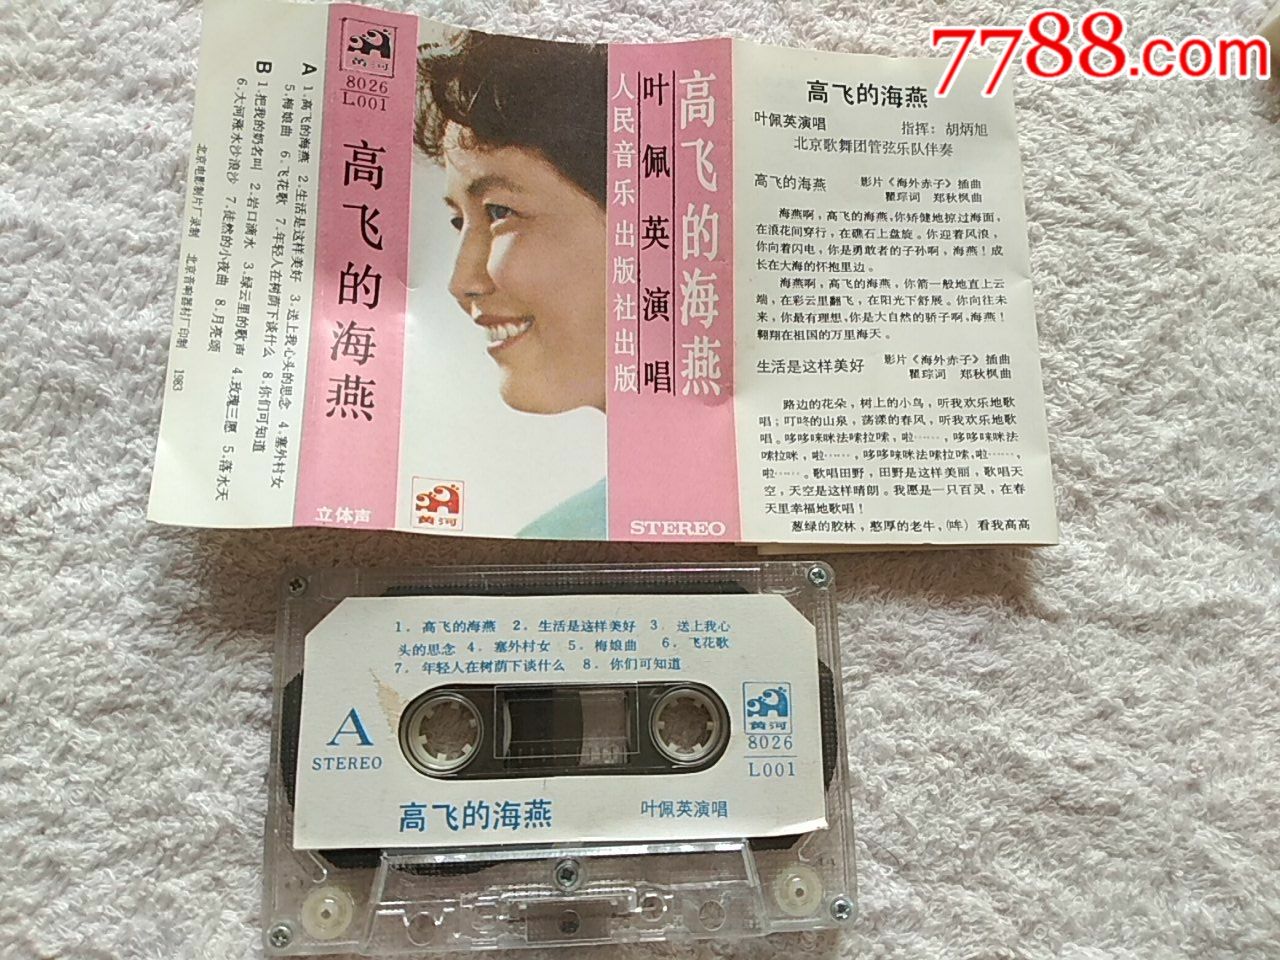 7788.com
A 1.高飞的海燕 2.生活是这样美好 3.送上我心头的思念 4.塞外村女
5.梅娘曲 6.飞花歌 7.年轻人在树荫下谈什么 8.你们可知道
B 1.把我的奶名叫 2.岩口滴水 3.绿云里的歌声 4.玫瑰三愿 5.落水天
6.大河涨水沙浪沙 7.徒然的小夜曲 8.月亮颂
北京电影制片厂录制 北京音响器材厂印制 1983
黄河
8026
L001
高飞的海燕
立体声
黄河
人民音乐出版社出版
叶佩英演唱
高飞的海燕
STEREO
高飞的海燕
叶佩英演唱 指挥：胡炳旭
北京歌舞团管弦乐队伴奏
高飞的海燕 影片《海外赤子》插曲
瞿琮词 郑秋枫曲
海燕啊，高飞的海燕，你矫健地掠过海面，
在浪花间穿行，在礁石上盘旋。你迎着风浪，
你向着闪电，你是勇敢者的子孙啊，海燕！成
长在大海的怀抱里边。
海燕啊，高飞的海燕，你箭一般地直上云
端，在彩云里翻飞，在阳光下舒展。你向往未
来，你最有理想，你是大自然的骄子啊，海燕！
翱翔在祖国的万里海天。
生活是这样美好 影片《海外赤子》插曲
瞿琮词 郑秋枫曲
路边的花朵，树上的小鸟，听我欢乐地歌
唱；叮咚的山泉，荡漾的春风，听我欢乐地歌
唱。哆哆唻咪法嗦拉嗦，啦……，哆哆唻咪法
嗦拉咪，啦……，哆哆唻咪法嗦拉嗦，啦……，
啦……。歌唱田野，田野是这样美丽，歌唱天
空，天空是这样晴朗。我愿是一只百灵，在春
天里幸福地歌唱！
葱绿的胶林，憨厚的老牛，(哞）看我高高
1. 高飞的海燕 2. 生活是这样美好 3. 送上我心
头的思念 4. 塞外村女 5. 梅娘曲 6. 飞花歌
7. 年轻人在树荫下谈什么 8. 你们可知道
A
STEREO
黄河
8026
L001
高飞的海燕 叶佩英演唱